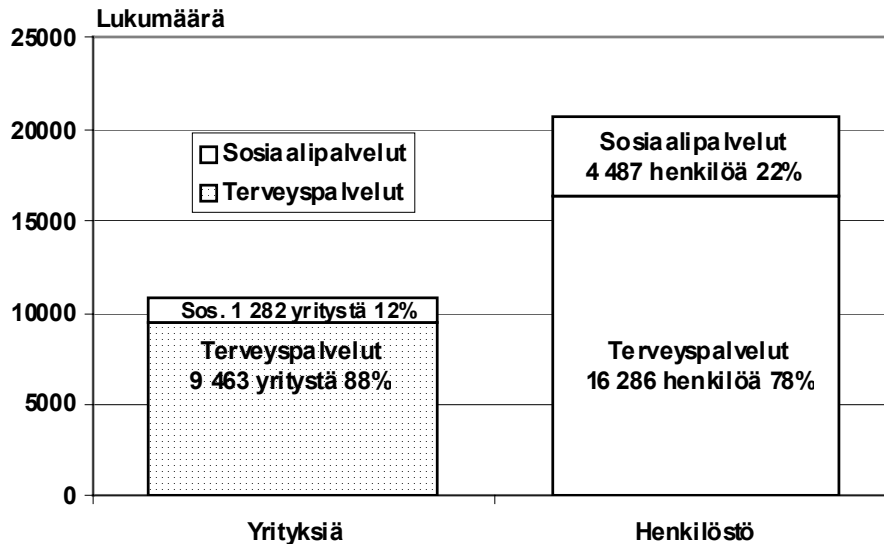 Lukumäärä
25000
20000
15000
10000
5000
0
Sosiaalipalvelut
Terveyspalvelut
Sos. 1 282 yritystä 12%
Terveyspalvelut
9 463 yritystä 88%
Sosiaalipalvelut
4 487 henkilöä 22%
Terveyspalvelut
16 286 henkilöä 78%
Yrityksiä
Henkilöstö